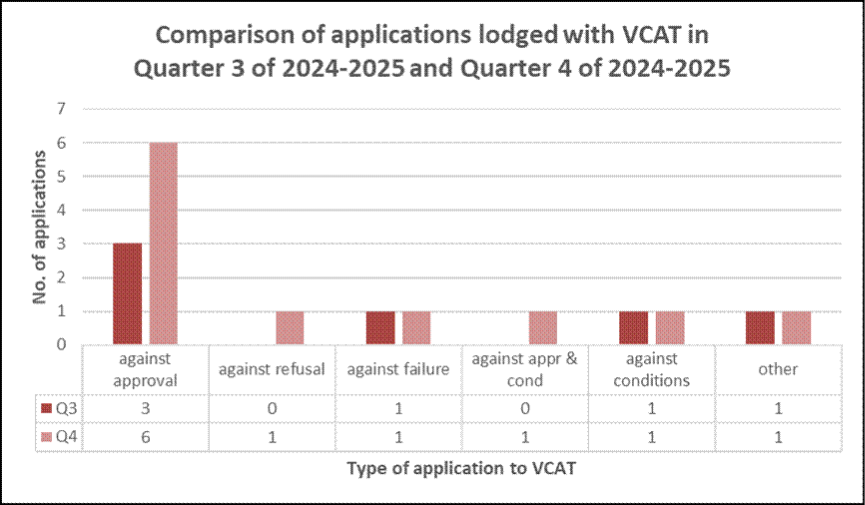 Comparison of applications lodged with VCAT in
Quarter 3 of 2024-2025 and Quarter 4 of 2024-2025
No. of applications
7
6
5
4
3
2
1
0
against approval against refusal against failure against appr & cond against conditions other
Q3 3 0 1 0 1 1
Q4 6 1 1 1 1 1
Type of application to VCAT